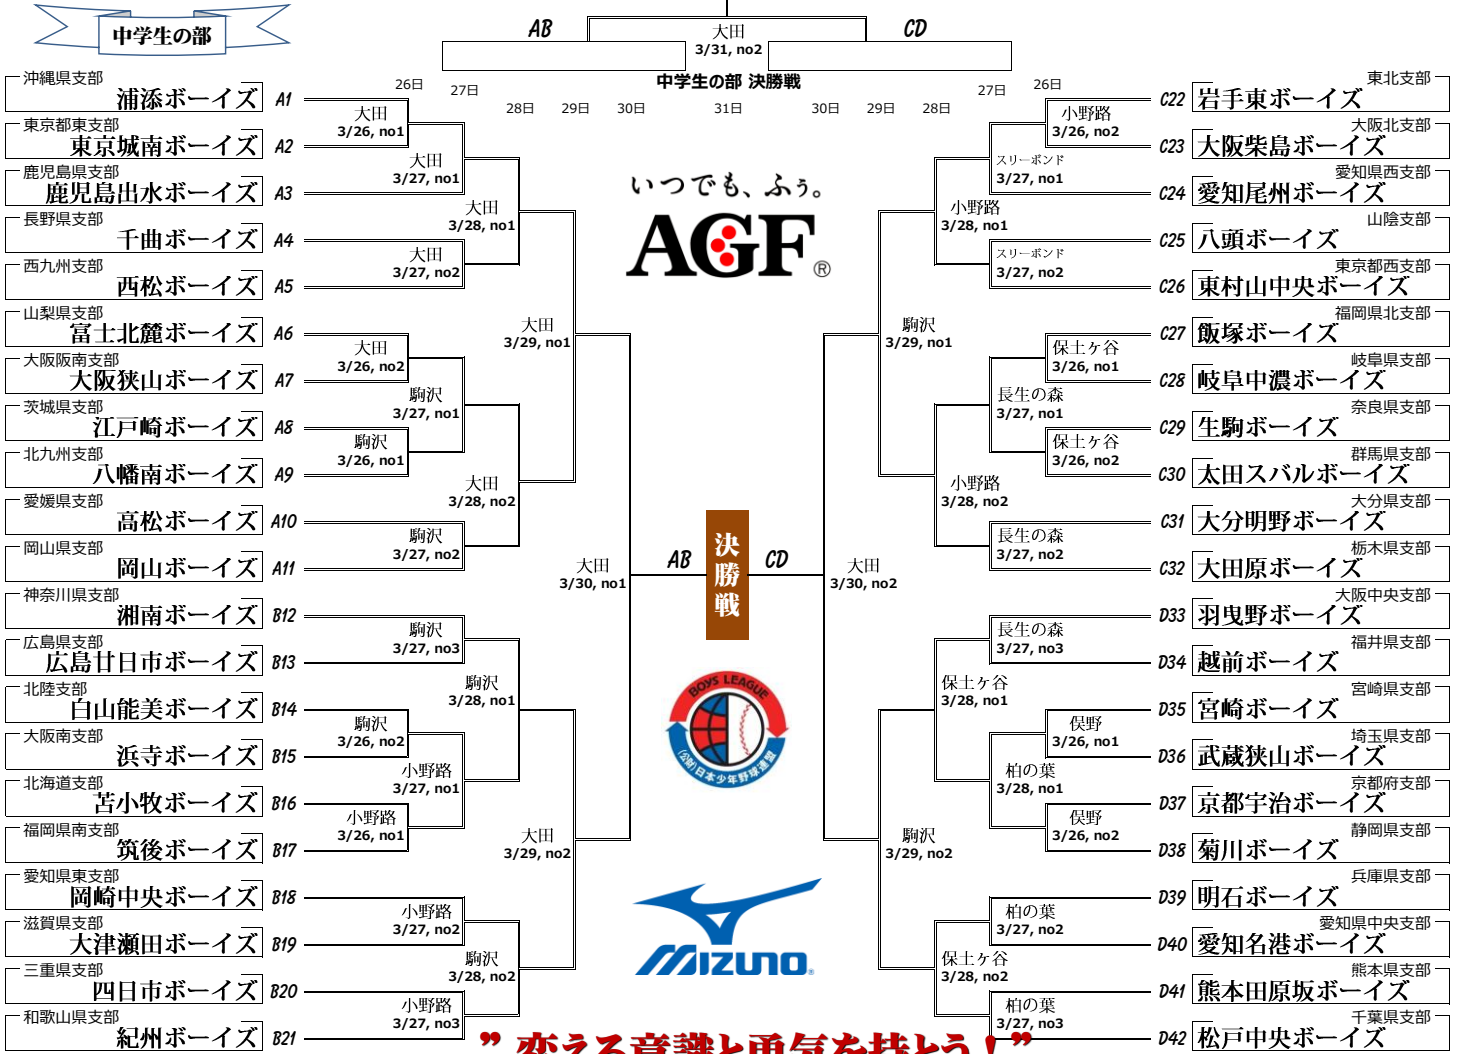 中学生の部
AB
大田
3/31, no2
CD
中学生の部 決勝戦
26日
27日
28日
29日
30日
31日
30日
29日
28日
27日
26日
沖縄県支部
浦添ボーイズ A1
東京都東支部
東京城南ボーイズ A2
鹿児島県支部
鹿児島出水ボーイズ A3
長野県支部
千曲ボーイズ A4
西九州支部
西松ボーイズ A5
山梨県支部
富士北麓ボーイズ A6
大阪阪南支部
大阪狭山ボーイズ A7
茨城県支部
江戸崎ボーイズ A8
北九州支部
八幡南ボーイズ A9
愛媛県支部
高松ボーイズ A10
岡山県支部
岡山ボーイズ A11
神奈川県支部
湘南ボーイズ B12
広島県支部
広島廿日市ボーイズ B13
北陸支部
白山能美ボーイズ B14
大阪南支部
浜寺ボーイズ B15
北海道支部
苫小牧ボーイズ B16
福岡県南支部
筑後ボーイズ B17
愛知県東支部
岡崎中央ボーイズ B18
滋賀県支部
大津瀬田ボーイズ B19
三重県支部
四日市ボーイズ B20
和歌山県支部
紀州ボーイズ B21
大田
3/26, no1
大田
3/27, no1
大田
3/28, no1
大田
3/27, no2
大田
3/29, no1
大田
3/26, no2
駒沢
3/27, no1
駒沢
3/26, no1
大田
3/28, no2
駒沢
3/27, no2
大田
3/30, no1
駒沢
3/27, no3
駒沢
3/28, no1
駒沢
3/26, no2
小野路
3/27, no1
小野路
3/26, no1
大田
3/29, no2
小野路
3/27, no2
駒沢
3/28, no2
小野路
3/27, no3
いつでも、ふぅ。
AGF®
AB
決勝戦
CD
BOYS LEAGUE
(公財)日本少年野球連盟
MIZUNO
”変える意識と勇気を持とう！”
小野路
3/26, no2
スリーボンド
3/27, no1
小野路
3/28, no1
スリーボンド
3/27, no2
駒沢
3/29, no1
保土ヶ谷
3/26, no1
長生の森
3/27, no1
保土ヶ谷
3/26, no2
小野路
3/28, no2
長生の森
3/27, no2
大田
3/30, no2
長生の森
3/27, no3
保土ヶ谷
3/28, no1
俣野
3/26, no1
柏の葉
3/28, no1
俣野
3/26, no2
駒沢
3/29, no2
柏の葉
3/27, no2
保土ヶ谷
3/28, no2
柏の葉
3/27, no3
東北支部
C22 岩手東ボーイズ
大阪北支部
C23 大阪柴島ボーイズ
愛知県西支部
C24 愛知尾州ボーイズ
山陰支部
C25 八頭ボーイズ
東京都西支部
C26 東村山中央ボーイズ
福岡県北支部
C27 飯塚ボーイズ
岐阜県支部
C28 岐阜中濃ボーイズ
奈良県支部
C29 生駒ボーイズ
群馬県支部
C30 太田スバルボーイズ
大分県支部
C31 大分明野ボーイズ
栃木県支部
C32 大田原ボーイズ
大阪中央支部
D33 羽曳野ボーイズ
福井県支部
D34 越前ボーイズ
宮崎県支部
D35 宮崎ボーイズ
埼玉県支部
D36 武蔵狭山ボーイズ
京都府支部
D37 京都宇治ボーイズ
静岡県支部
D38 菊川ボーイズ
兵庫県支部
D39 明石ボーイズ
愛知県中央支部
D40 愛知名港ボーイズ
熊本県支部
D41 熊本田原坂ボーイズ
千葉県支部
D42 松戸中央ボーイズ